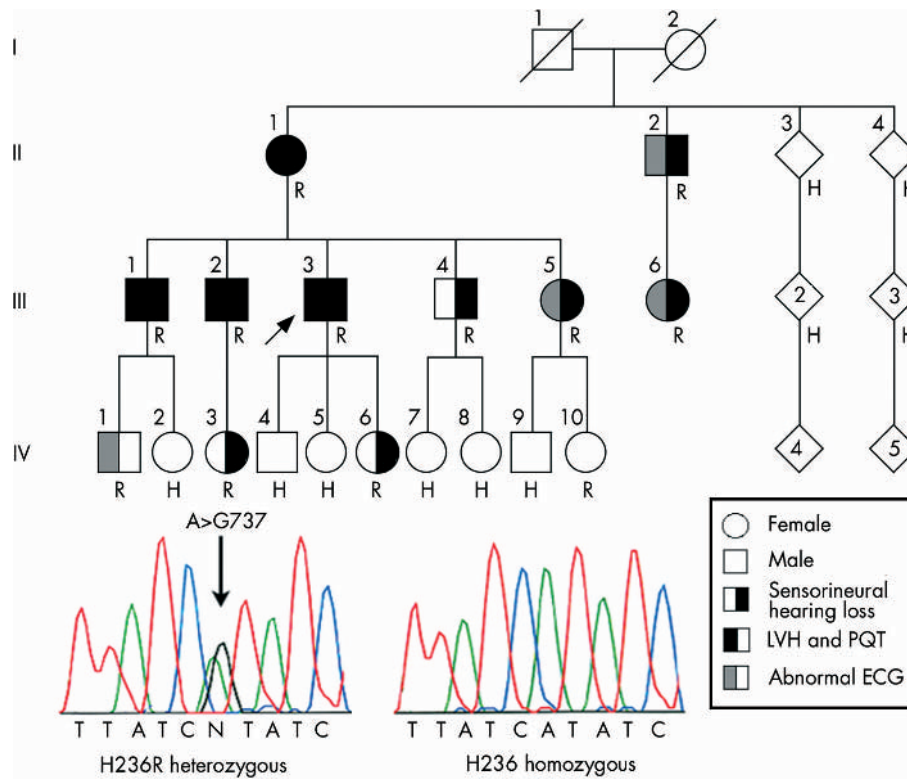 1 2
I
1 2 3 4
II
R R H H
1 2 3 4 5 6 2 3
III
R R R R R R H H
1 2 3 4 5 6 7 8 9 10 4 5
IV
R H R H H R H H H R
A>G737
Female
Male
Sensorineural
hearing loss
LVH and PQT
Abnormal ECG
T T A T C N T A T C
T T A T C A T A T C
H236R heterozygous
H236 homozygous